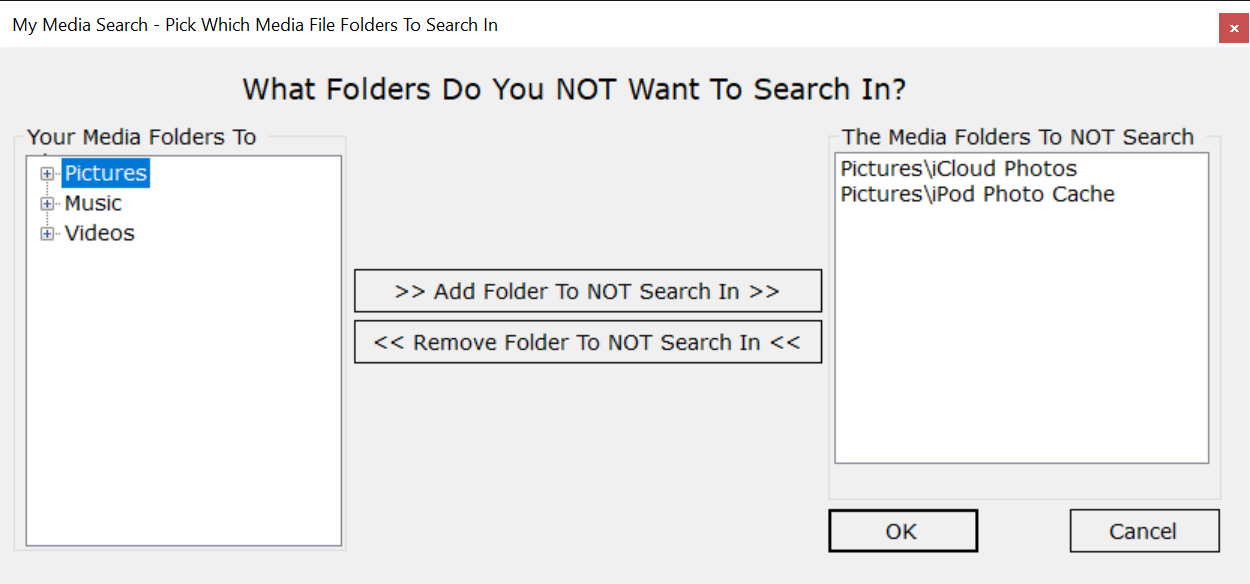 My Media Search - Pick Which Media File Folders To Search In
What Folders Do You NOT Want To Search In?
Your Media Folders To
Pictures
Music
Videos
>> Add Folder To NOT Search In >>
<< Remove Folder To NOT Search In <<
The Media Folders To NOT Search
Pictures\iCloud Photos
Pictures\iPod Photo Cache
OK
Cancel